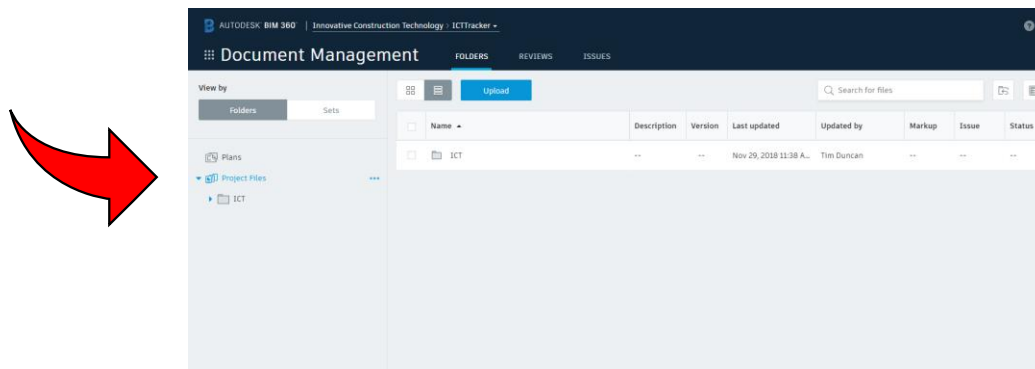 AUTODESK® BIM 360® | Innovative Construction Technology > ICTTracker
Document Management FOLDERS REVIEWS ISSUES
View by
Folders Sets
Upload
Search for files
Name Description Version Last updated Updated by Markup Issue Status
ICT -- -- Nov 29, 2018 11:38 A... Tim Duncan -- -- --
Plans
Project Files
ICT